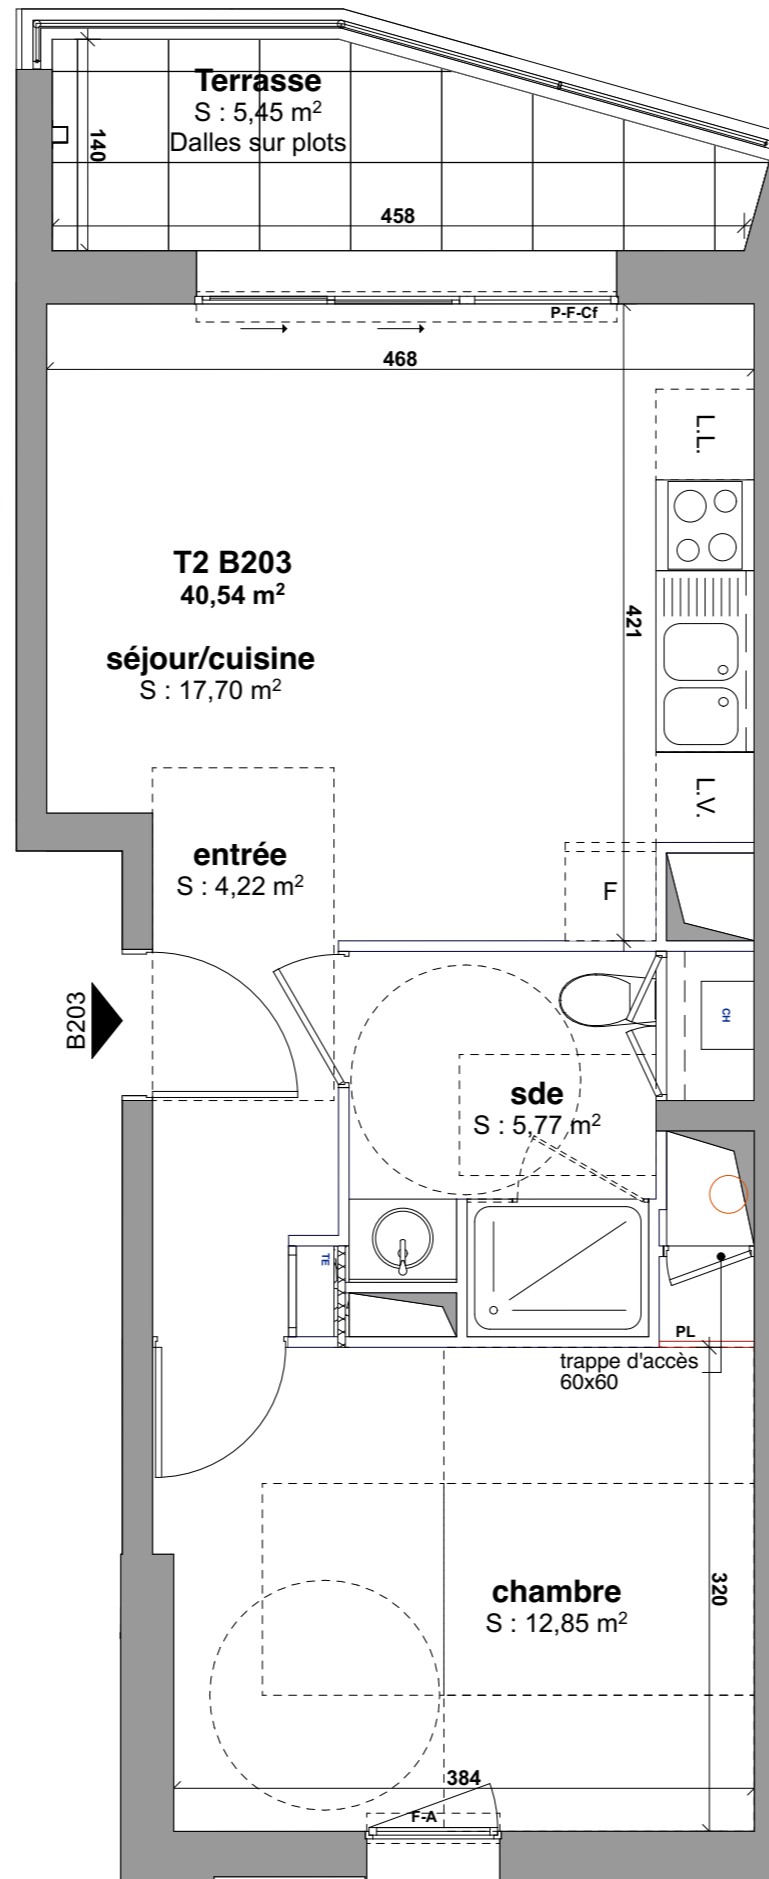 Terrasse
S : 5,45 m²
Dalles sur plots
140
458
P-F-Cf
468
L.L.
T2 B203
40,54 m²
421
séjour/cuisine
S : 17,70 m²
L.V.
entrée
S : 4,22 m²
F
B203
CH
sde
S : 5,77 m²
TE
PL
trappe d'accès
60x60
320
chambre
S : 12,85 m²
384
F-A